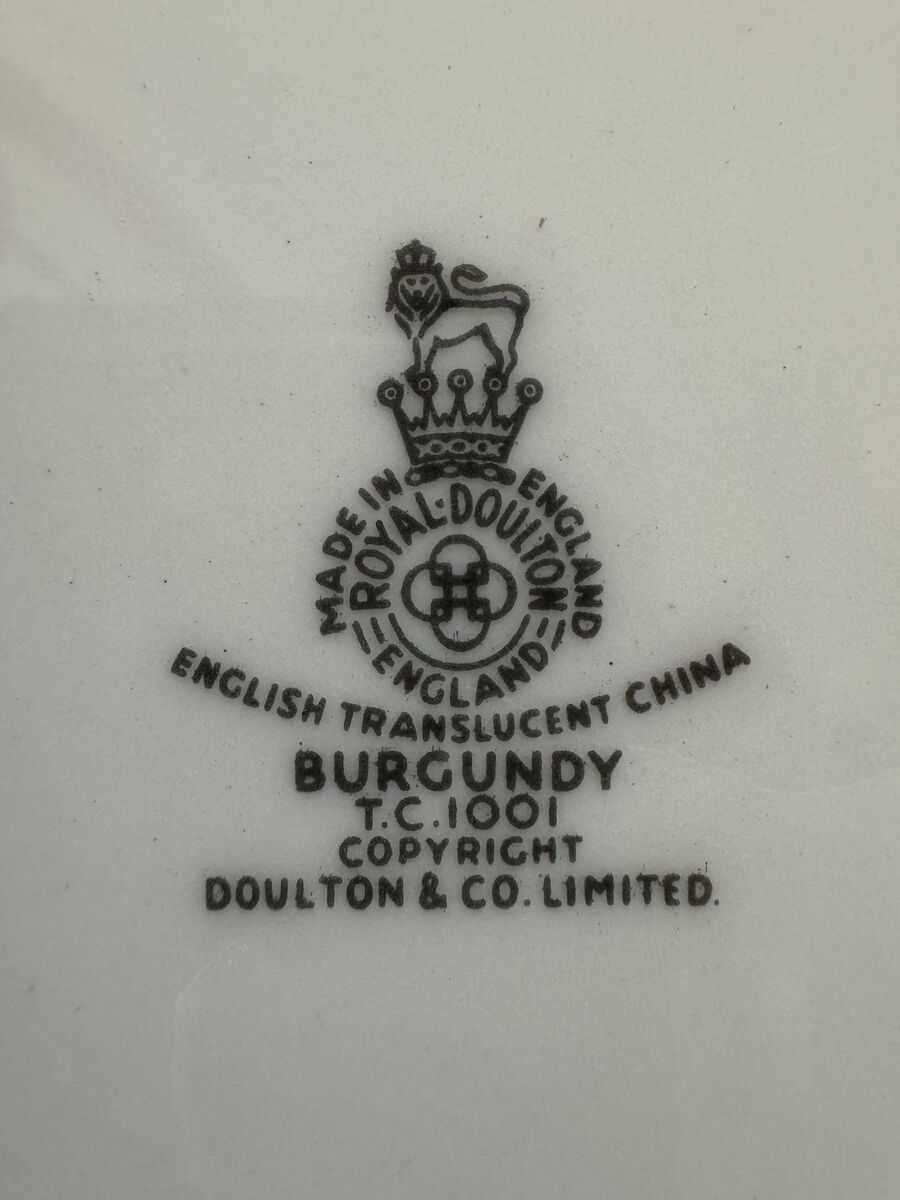 MADE IN ENGLAND
ROYAL·DOULTON
ENGLAND
ENGLISH TRANSLUCENT CHINA
BURGUNDY
T.C.1001
COPYRIGHT
DOULTON & CO. LIMITED.